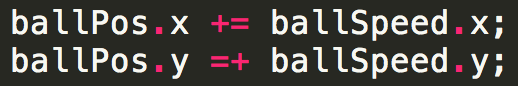 ballPos.x += ballSpeed.x;
ballPos.y =+ ballSpeed.y;